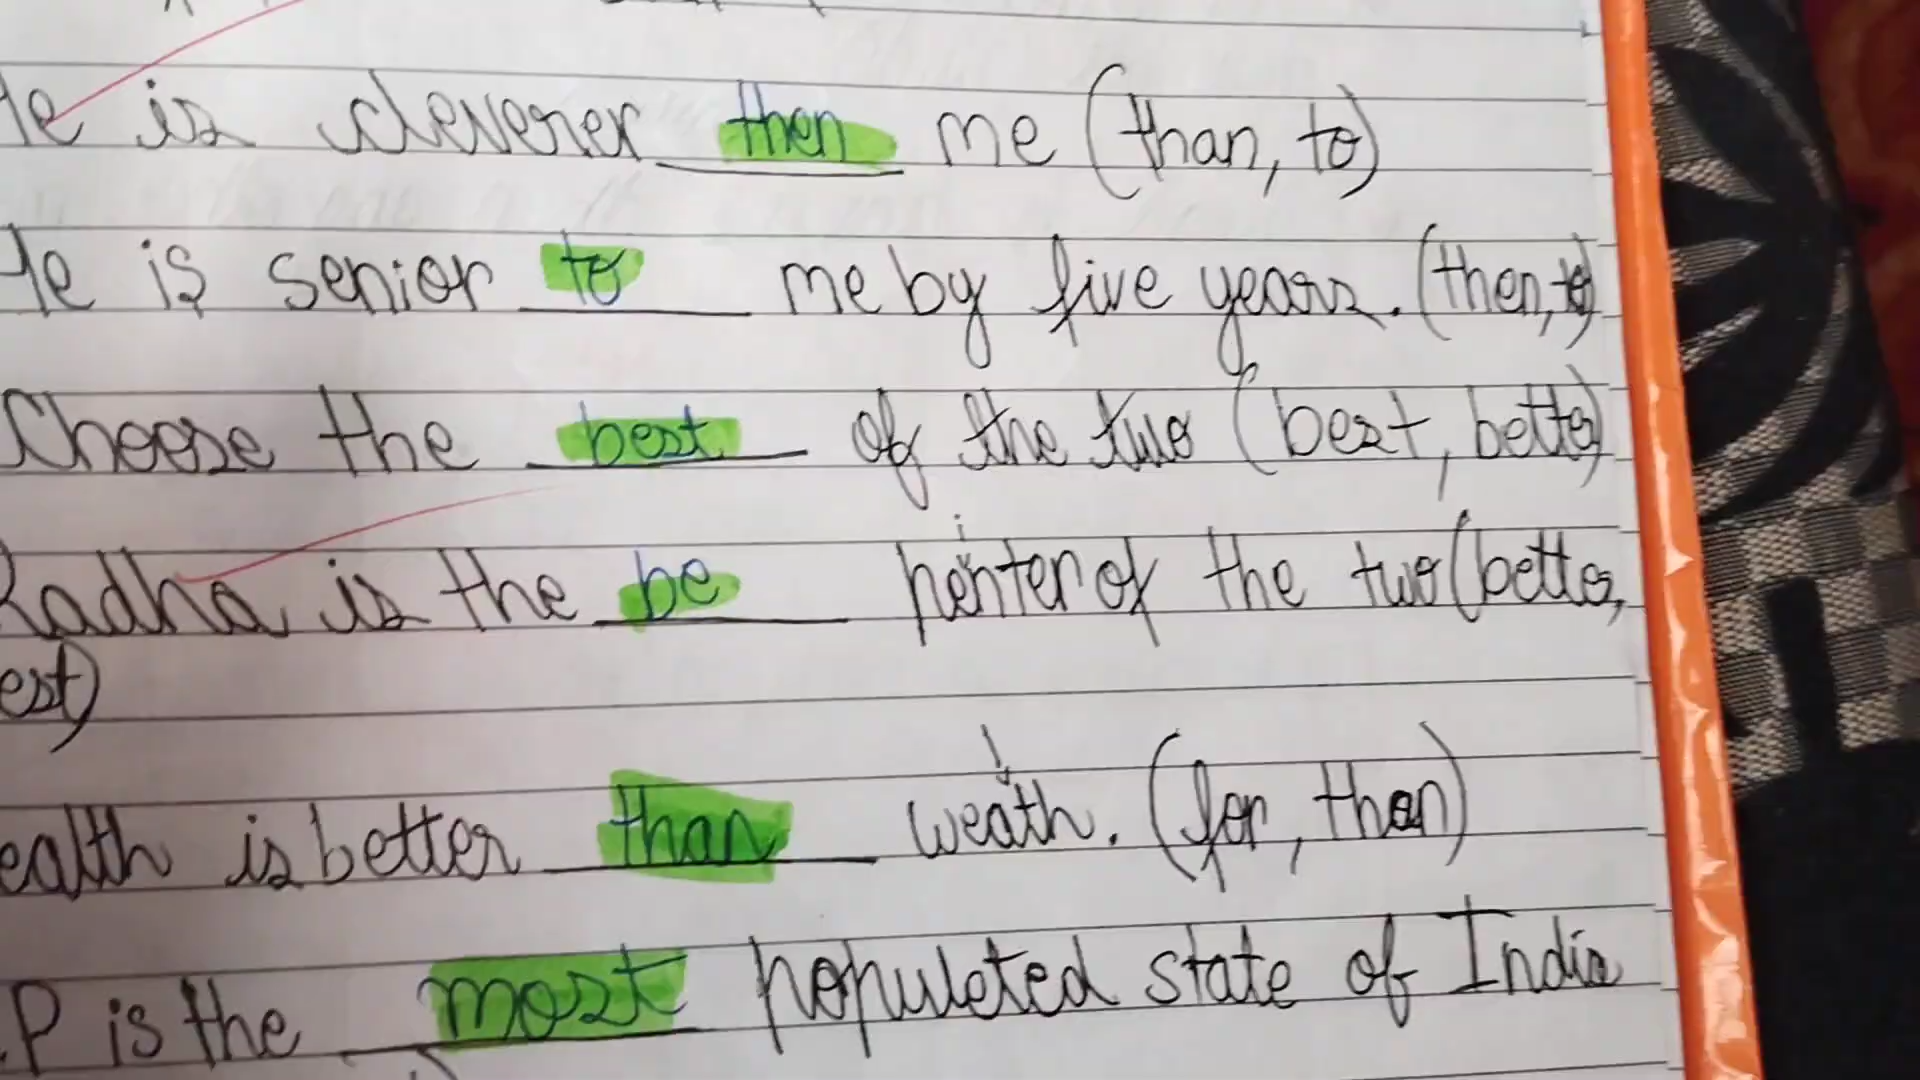 He is cleverer then me (than, to)
He is senior to me by five years. (then, to)
Choose the best of the two (best, better)
Radha is the be painter of the two (better,
est)
ealth is better than wealth. (for, than)
.P is the most populated state of India